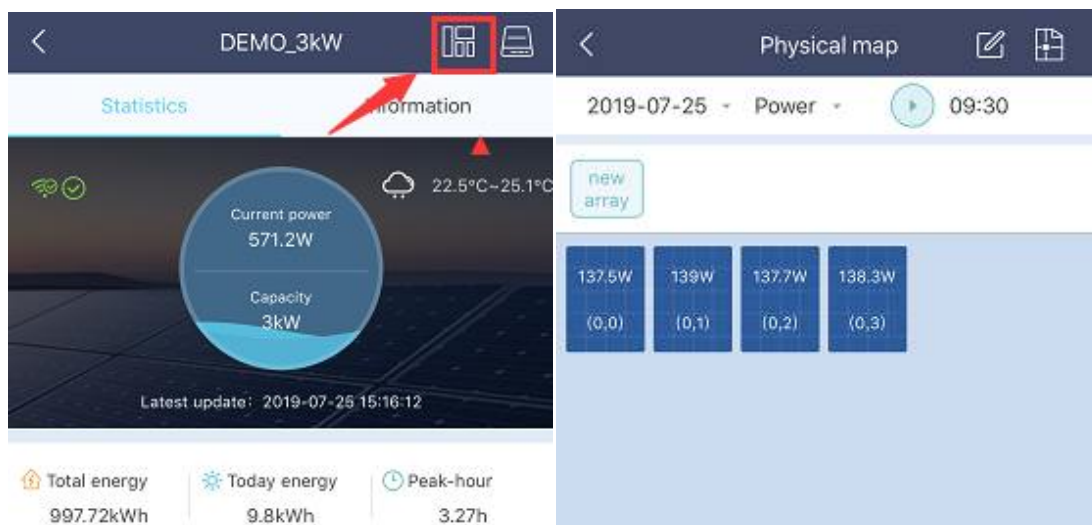 DEMO_3kW
Statistics
Information
22.5°C~25.1°C
Current power
571.2W
Capacity
3kW
Latest update: 2019-07-25 15:16:12
Total energy
Today energy
Peak-hour
997.72kWh
9.8kWh
3.27h
Physical map
2019-07-25
Power
09:30
new
array
137.5W
139W
137.7W
138.3W
(0,0)
(0,1)
(0,2)
(0,3)